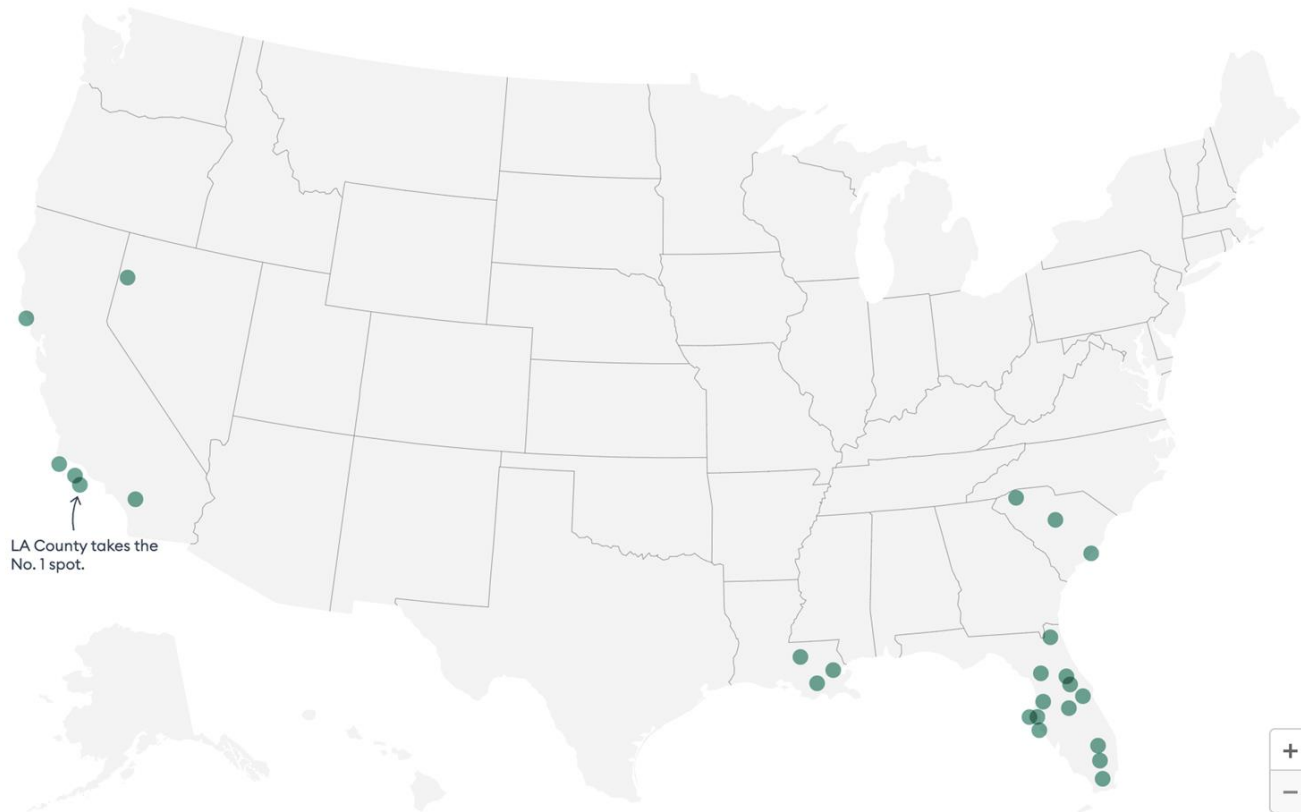 LA County takes the
No. 1 spot.
+
−